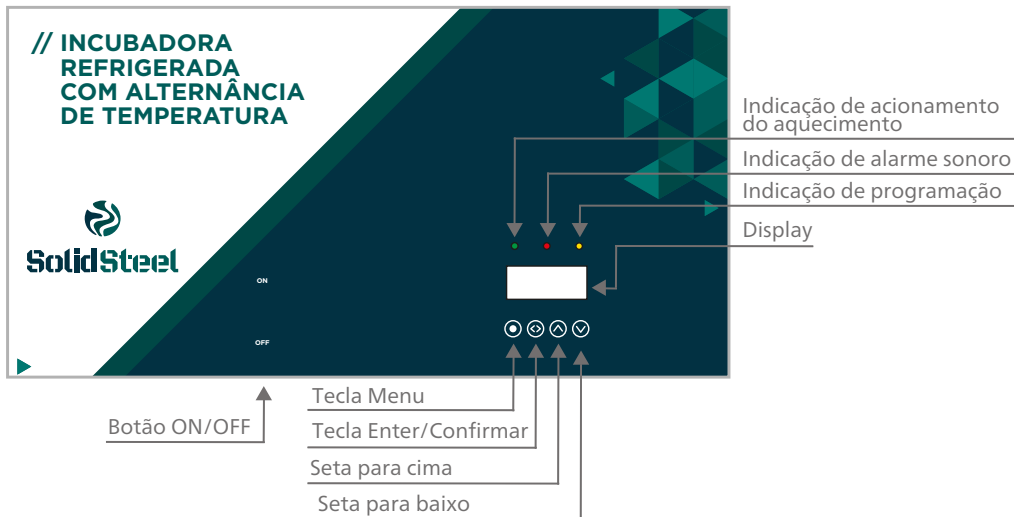 // INCUBADORA
REFRIGERADA
COM ALTERNÂNCIA
DE TEMPERATURA
SolidSteel
ON
OFF
Indicação de acionamento
do aquecimento
Indicação de alarme sonoro
Indicação de programação
Display
Botão ON/OFF
Tecla Menu
Tecla Enter/Confirmar
Seta para cima
Seta para baixo